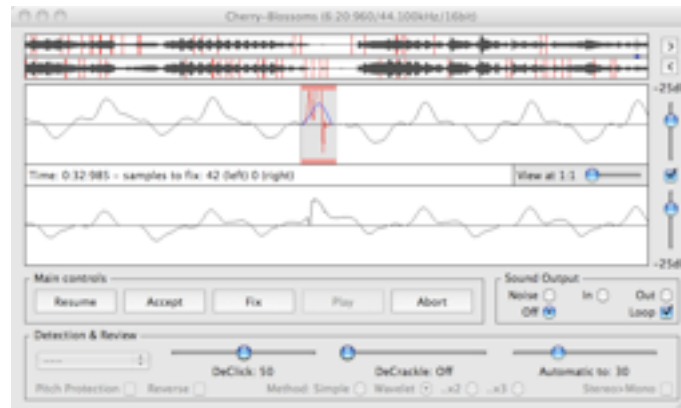 Cherry-Blossoms (6:20.960/44.100kHz/16bit)
>
<
-25dB
Time: 0:32.985 - samples to fix: 42 (left) 0 (right)
View at 1:1
-25dB
Main controls
Resume Accept Fix Play Abort
Sound Output
Noise In Out
Off Loop
Detection & Review
----
DeClick: 50 DeCrackle: Off Automatic to: 30
Pitch Protection Reverse Method: Simple Wavelet ..x2 ..x3 Stereo>Mono